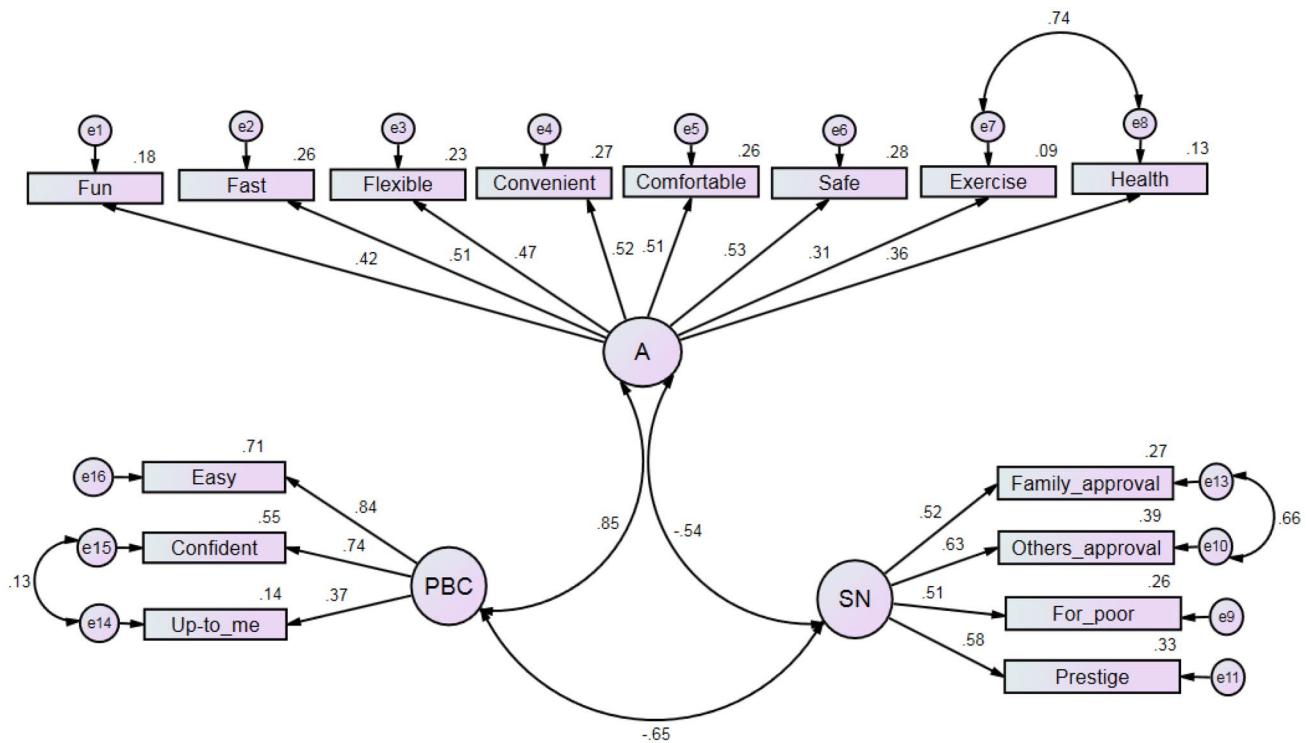 .74
e1 e2 e3 e4 e5 e6 e7 e8
.18 .26 .23 .27 .26 .28 .09 .13
Fun Fast Flexible Convenient Comfortable Safe Exercise Health
.42 .51 .47 .52 .51 .53 .31 .36
A
.71
e16 Easy
.84
.55
e15 Confident
.74
.13
.14
e14 Up-to_me
.37
PBC
.85
-.54
-.65
SN
.27
Family_approval e13
.52
.66
.39
Others_approval e10
.63
.26
For_poor e9
.51
.33
Prestige e11
.58